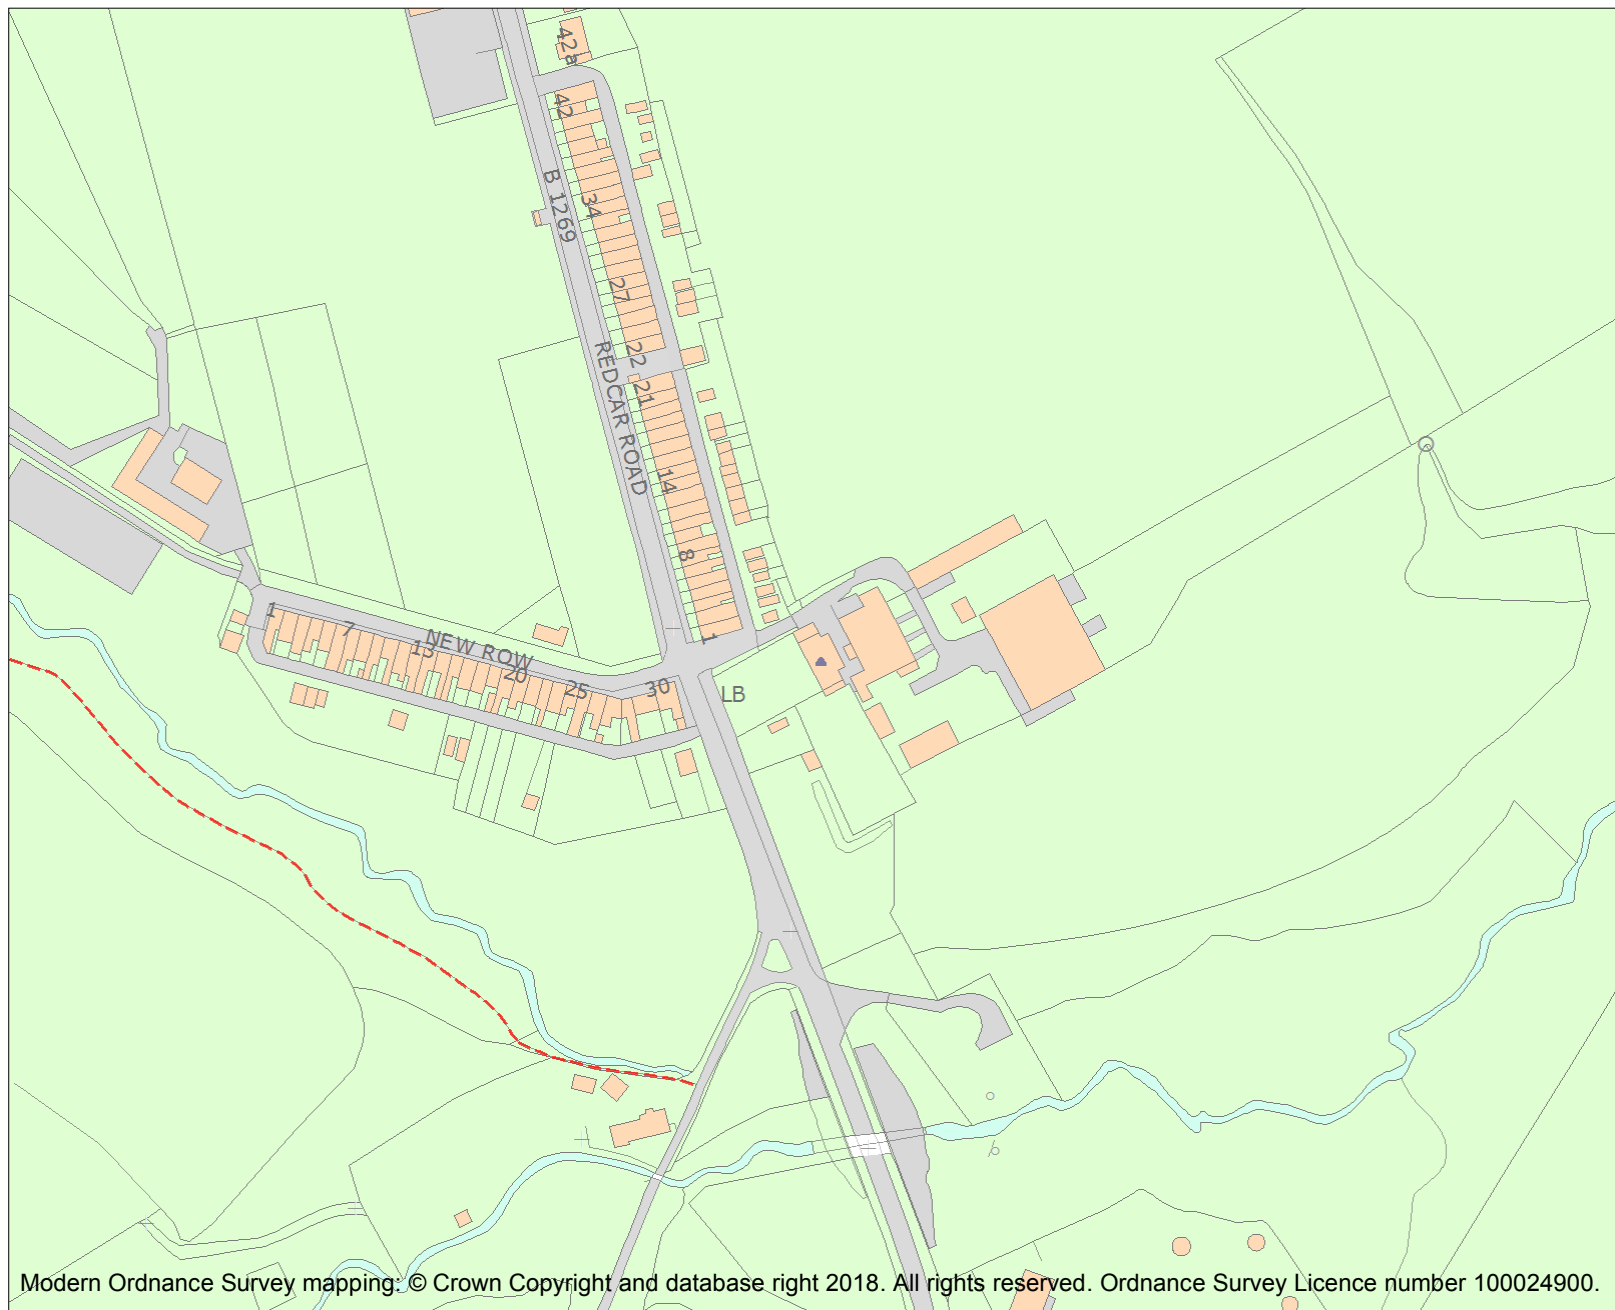 42a
42
B 1269
34
27
22
REDCAR ROAD
21
14
8
1
1
7
NEW ROW
13
20
25
30
LB
Modern Ordnance Survey mapping: © Crown Copyright and database right 2018. All rights reserved. Ordnance Survey Licence number 100024900.